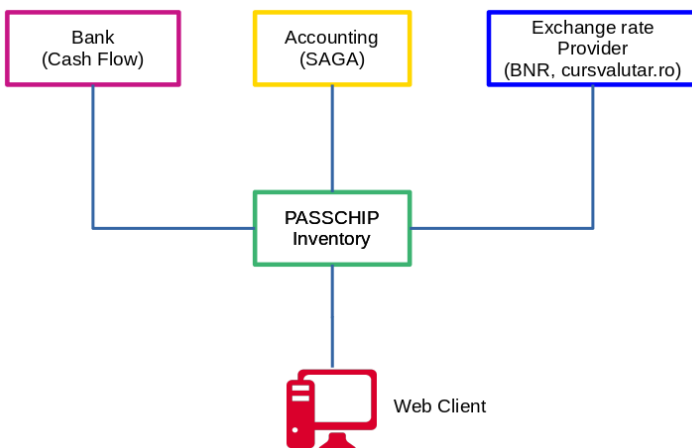 Bank
(Cash Flow)
Accounting
(SAGA)
Exchange rate
Provider
(BNR, cursvalutar.ro)
PASSCHIP
Inventory
Web Client